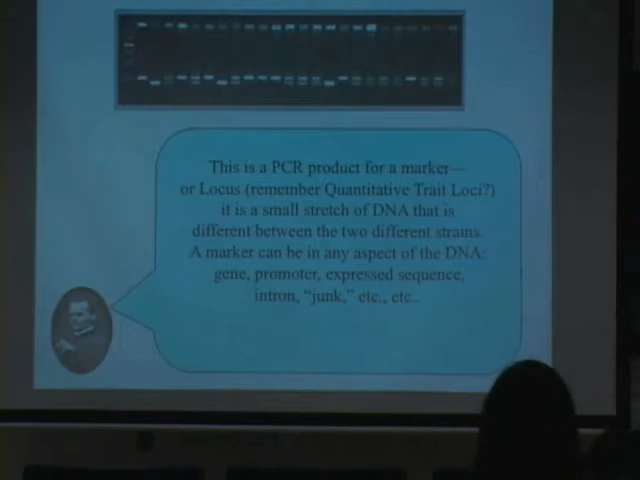 This is a PCR product for a marker—
or Locus (remember Quantitative Trait Loci?)
it is a small stretch of DNA that is
different between the two different strains.
A marker can be in any aspect of the DNA:
gene, promoter, expressed sequence,
intron, “junk,” etc., etc..